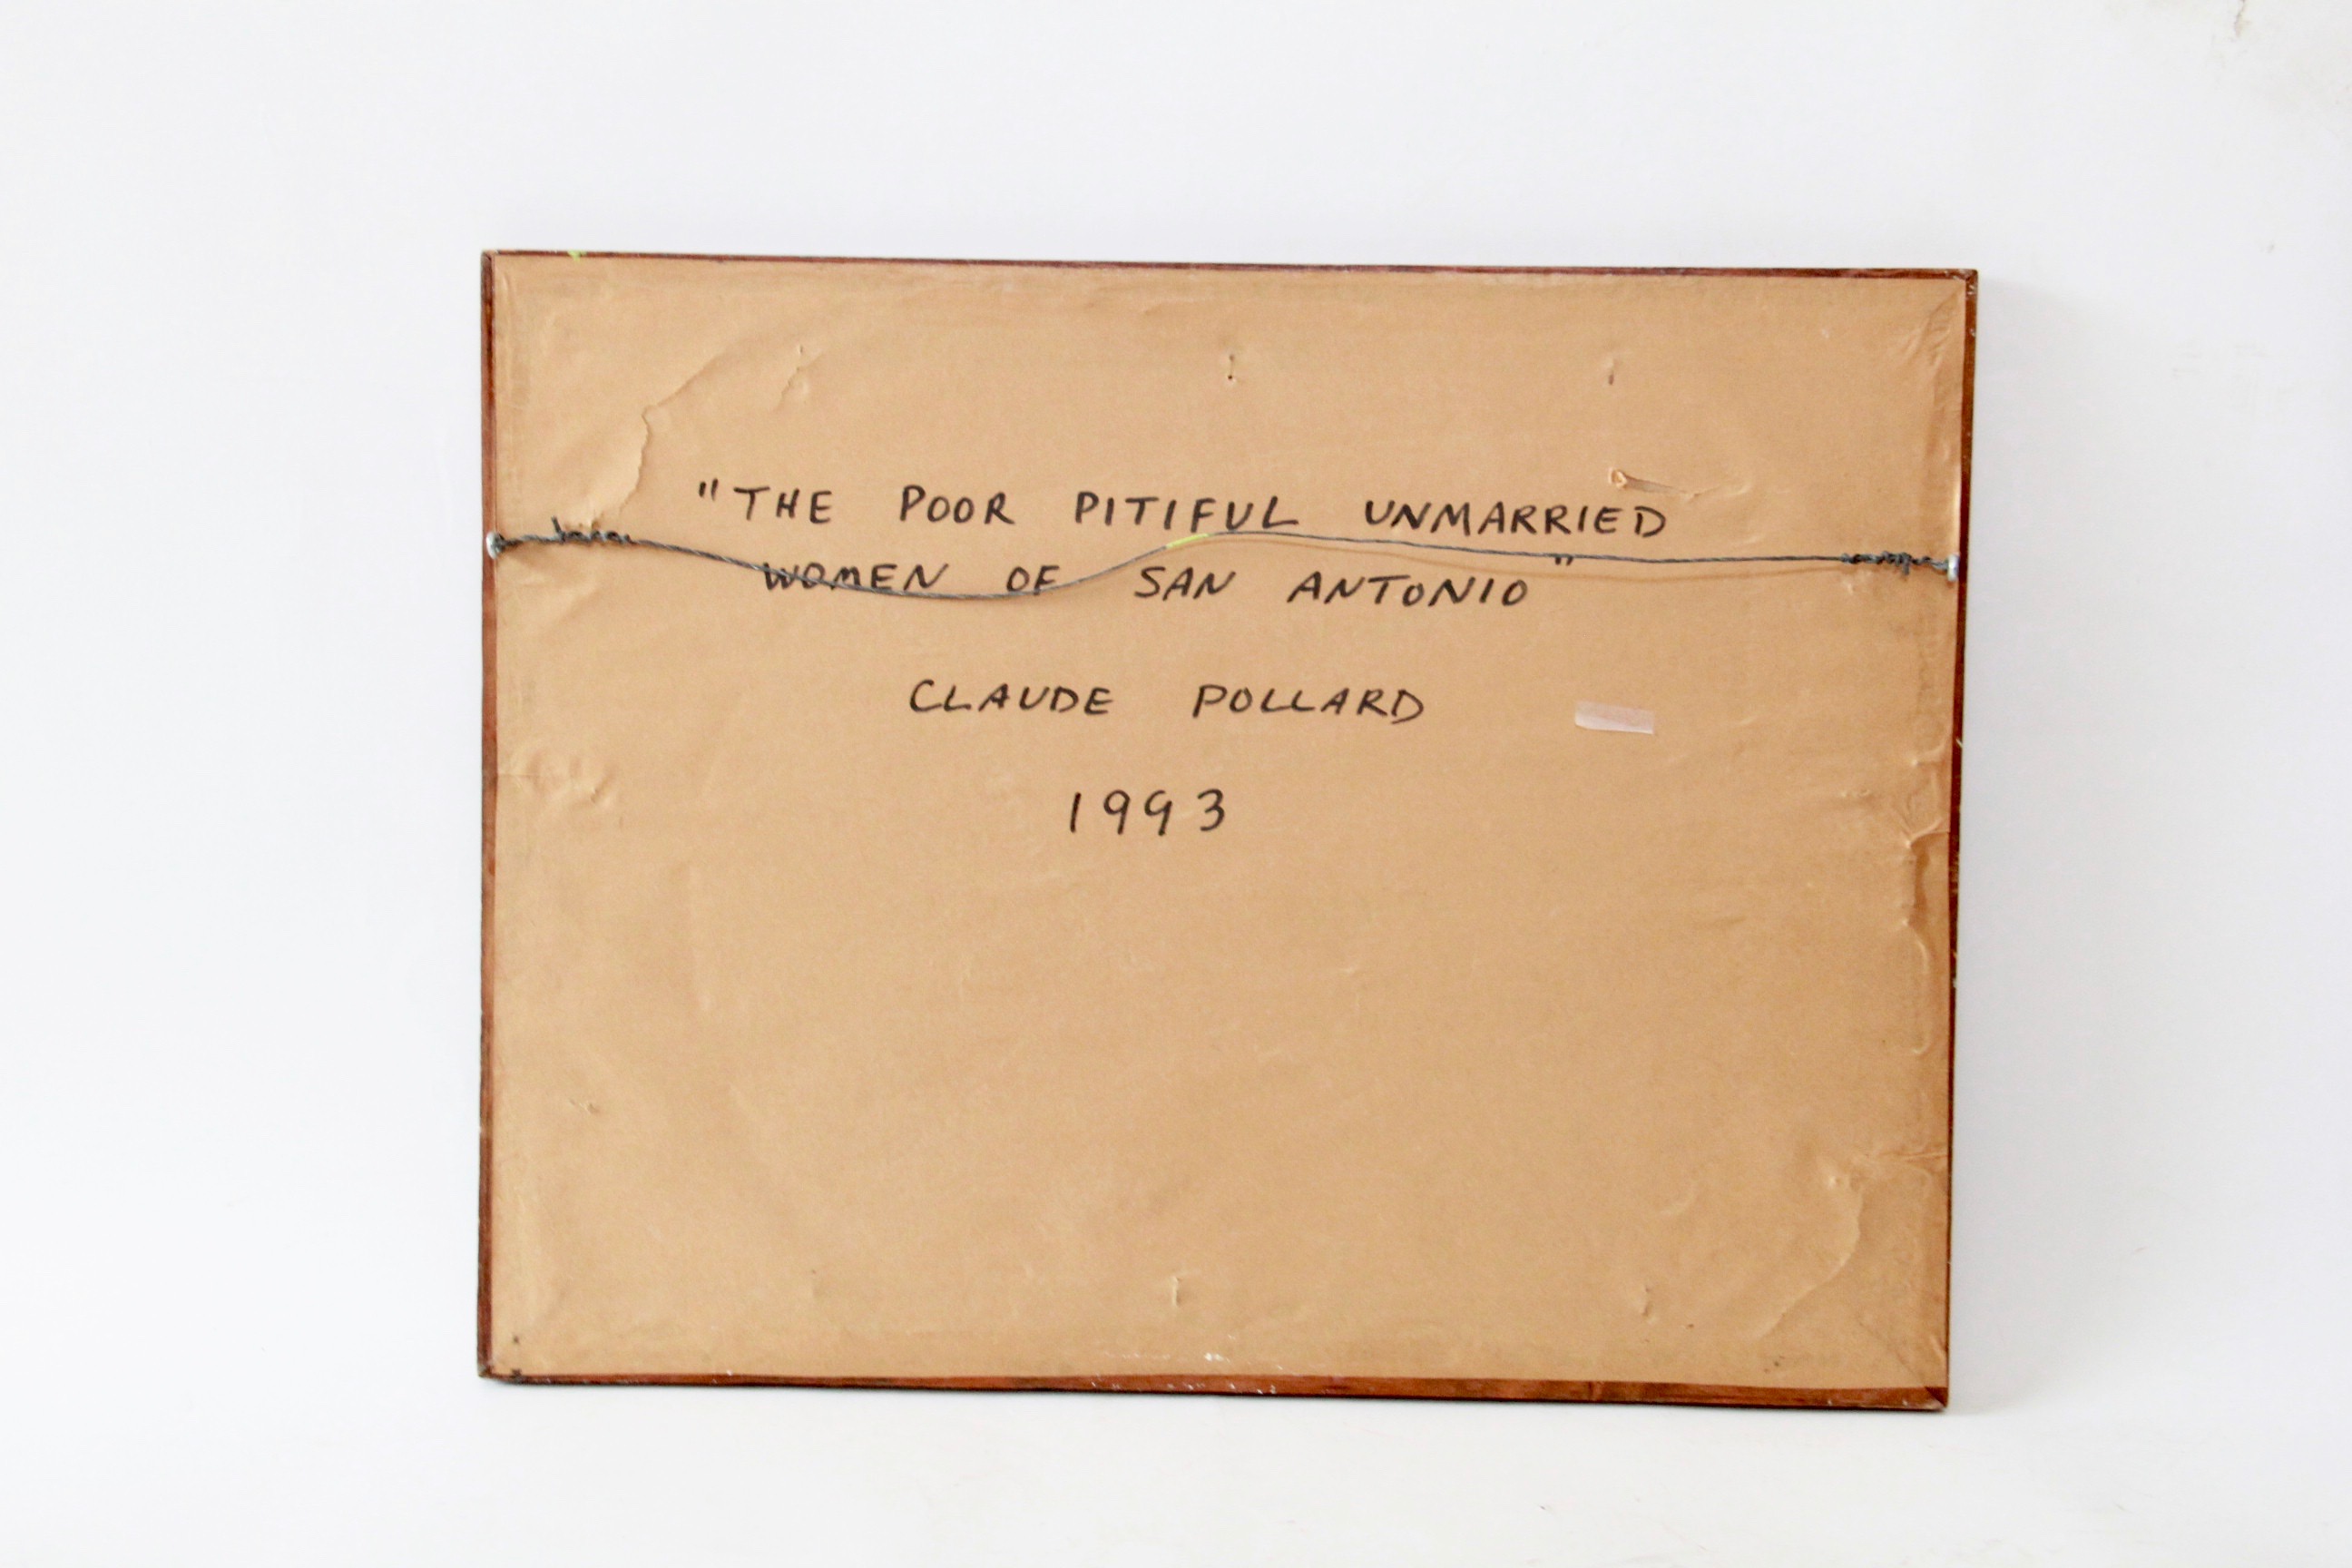 "THE POOR PITIFUL UNMARRIED
WOMEN OF SAN ANTONIO"
CLAUDE POLLARD
1993